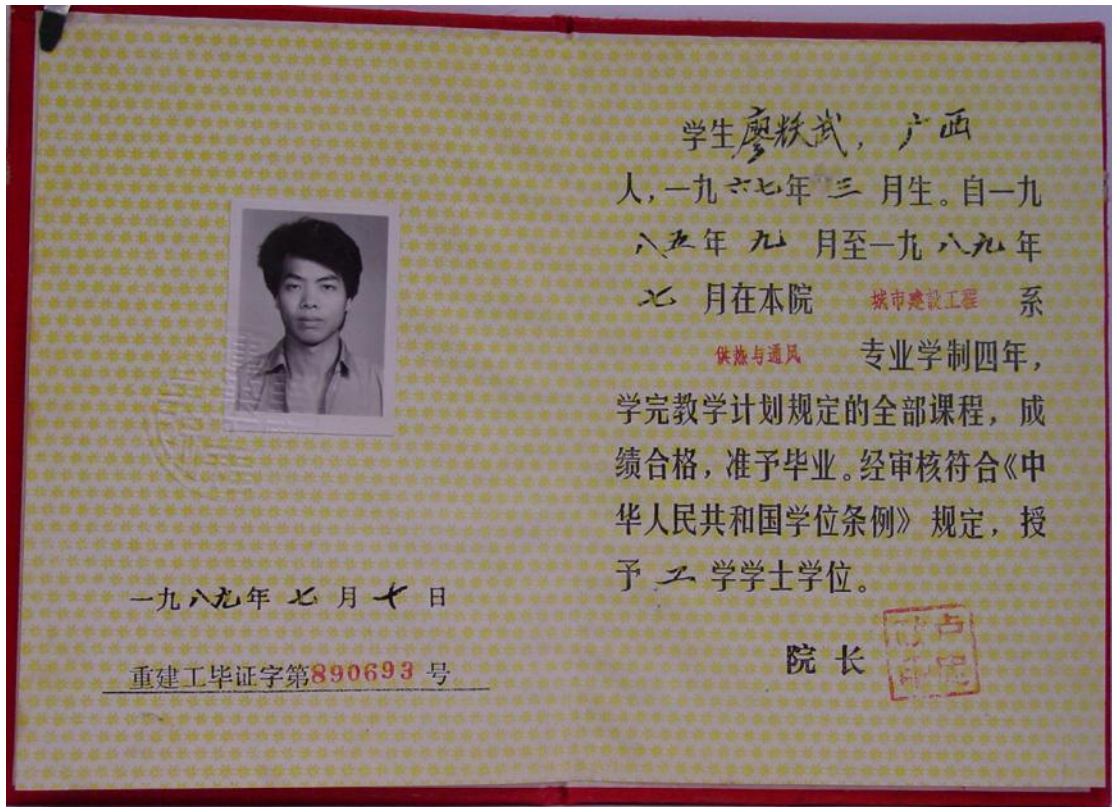 一九八九年 七 月 十 日
重建工毕证字第890693 号
学生廖轶武，广西
人，一九六七年 三 月生。自一九
八五年 九 月至一九八九年
七 月在本院 城市建设工程 系
供热与通风 专业学制四年，
学完教学计划规定的全部课程，成
绩合格，准予毕业。经审核符合《中
华人民共和国学位条例》规定，授
予 工 学学士学位。
院 长